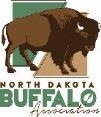 NORTH DAKOTA
BUFFALO
Association